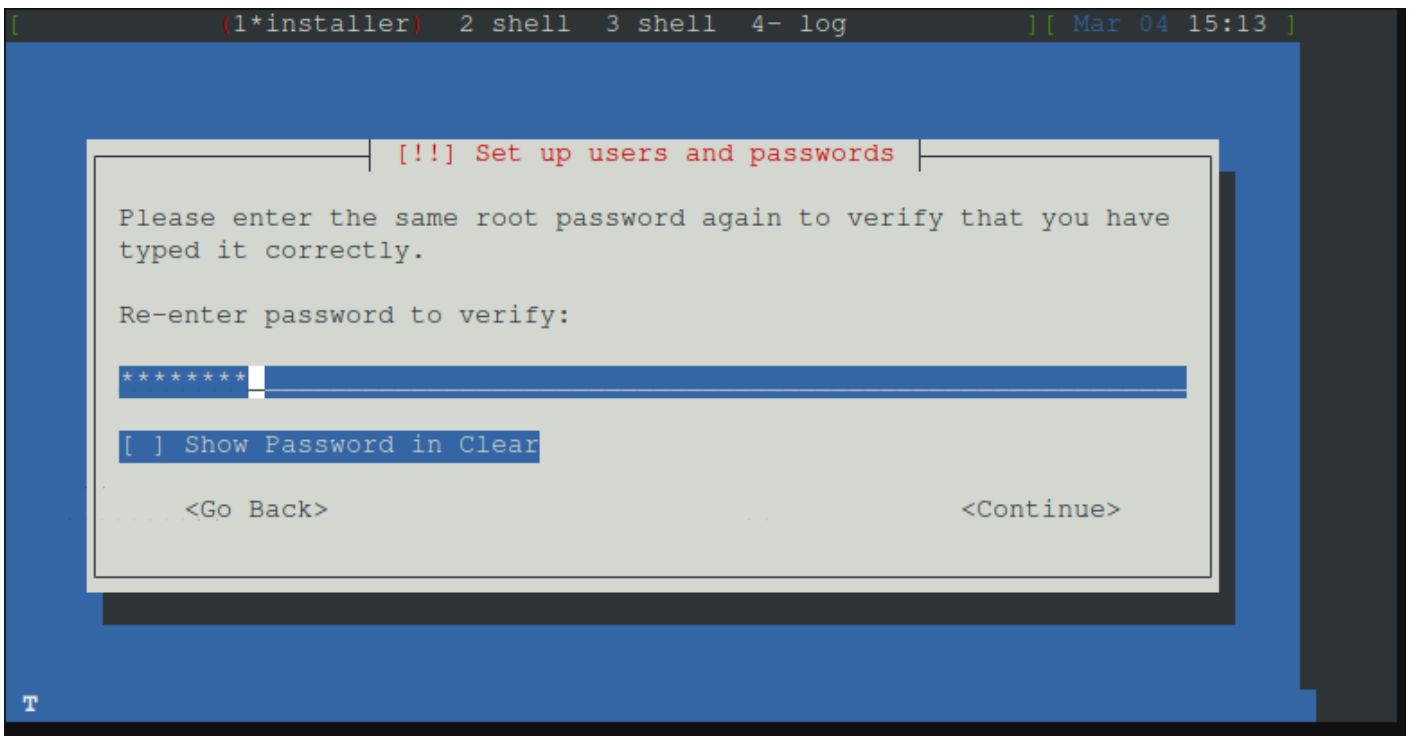 [ (1*installer) 2 shell 3 shell 4- log ][ Mar 04 15:13 ]
[!!] Set up users and passwords
Please enter the same root password again to verify that you have
typed it correctly.
Re-enter password to verify:
********
[ ] Show Password in Clear
<Go Back> <Continue>
T